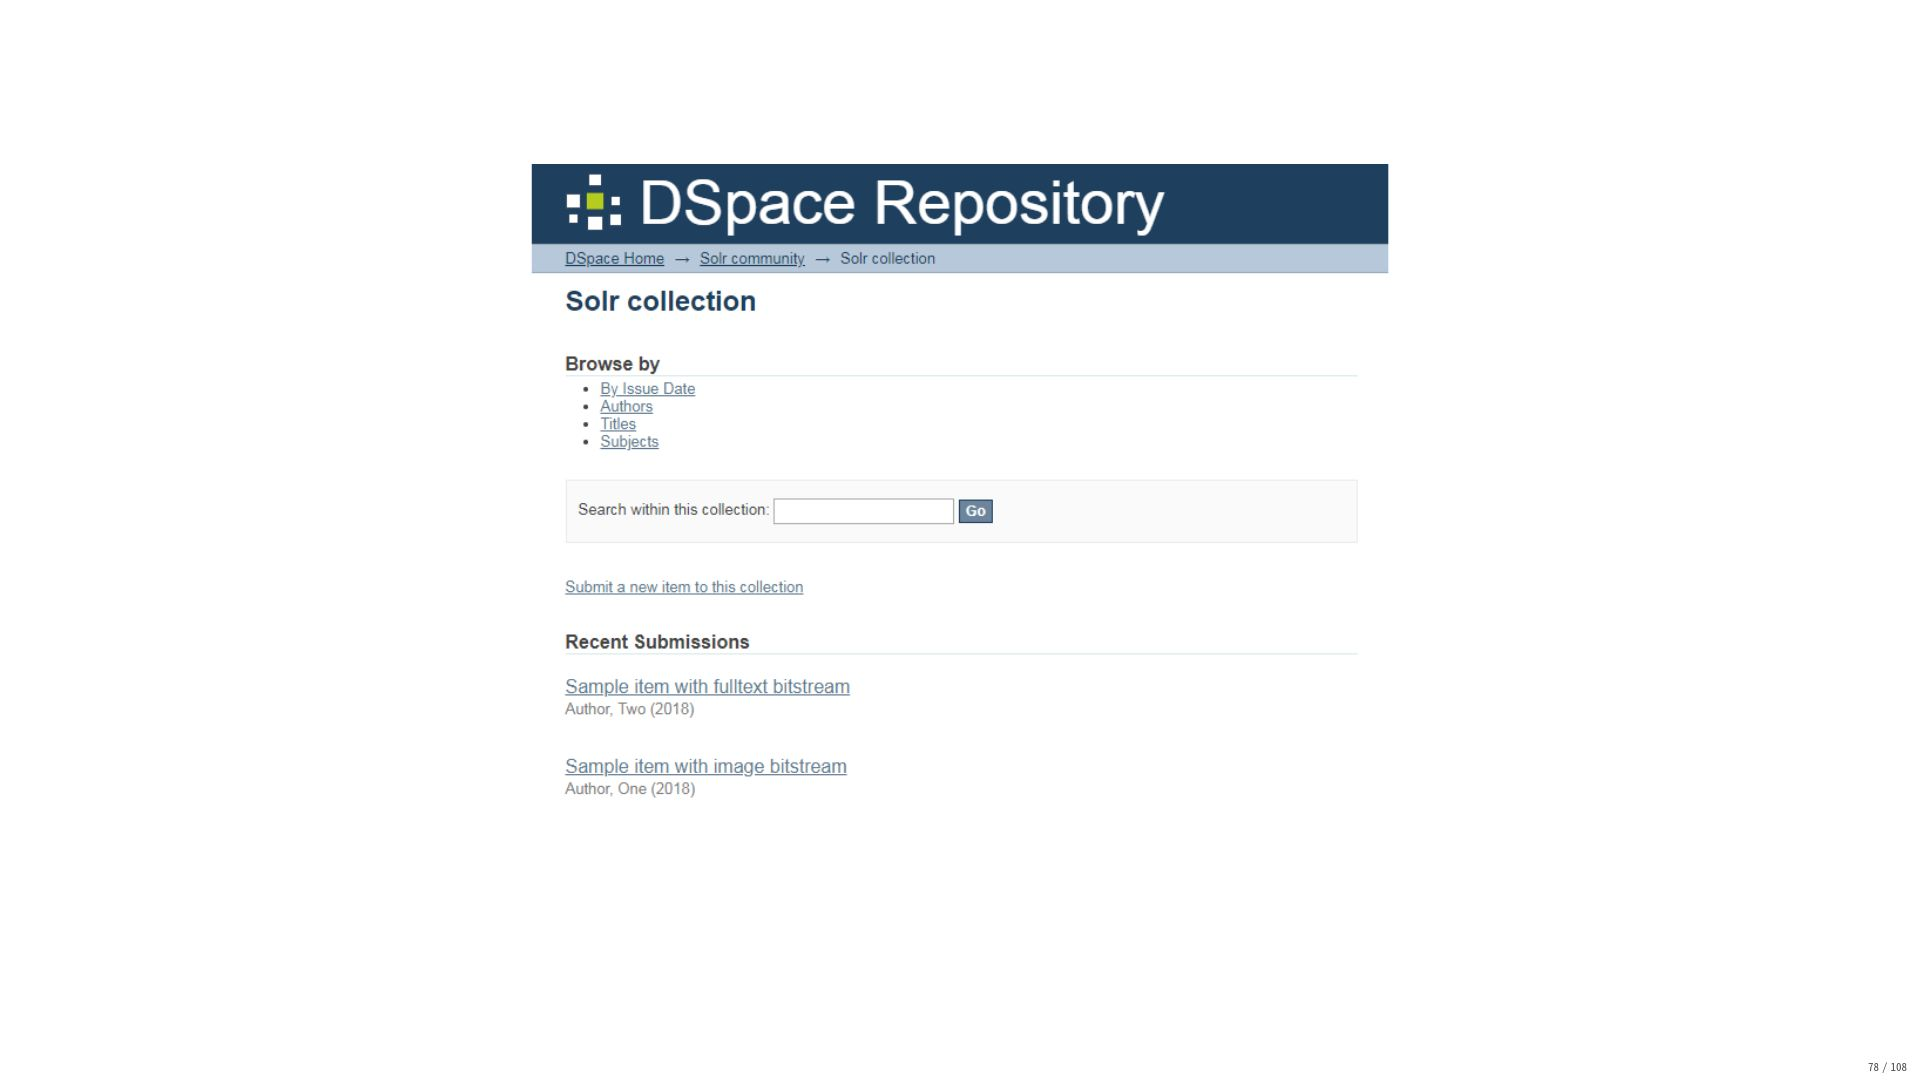 DSpace Repository
DSpace Home → Solr community → Solr collection
Solr collection
Browse by
• By Issue Date
• Authors
• Titles
• Subjects
Search within this collection: Go
Submit a new item to this collection
Recent Submissions
Sample item with fulltext bitstream
Author, Two (2018)
Sample item with image bitstream
Author, One (2018)
78 / 108